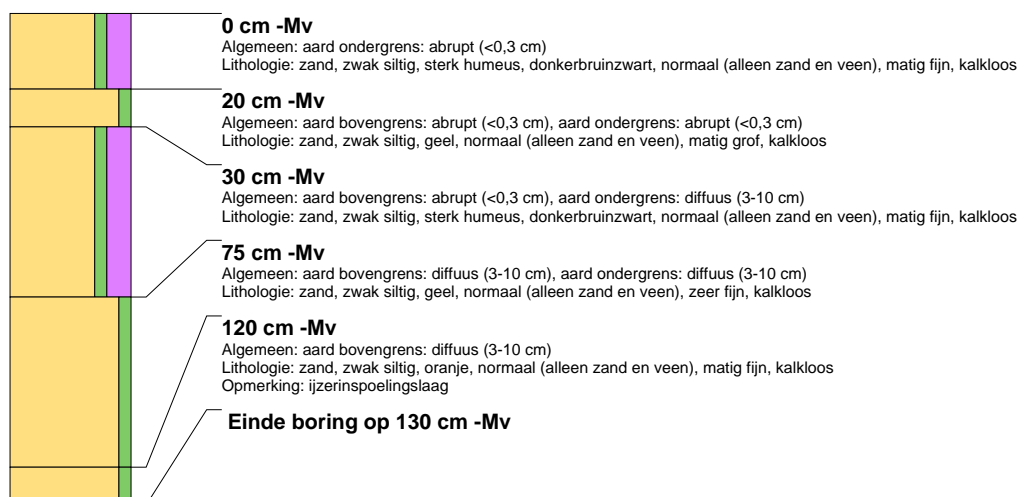 0 cm -Mv
Algemeen: aard ondergrens: abrupt (<0,3 cm)
Lithologie: zand, zwak siltig, sterk humeus, donkerbruinzwart, normaal (alleen zand en veen), matig fijn, kalkloos
20 cm -Mv
Algemeen: aard bovengrens: abrupt (<0,3 cm), aard ondergrens: abrupt (<0,3 cm)
Lithologie: zand, zwak siltig, geel, normaal (alleen zand en veen), matig grof, kalkloos
30 cm -Mv
Algemeen: aard bovengrens: abrupt (<0,3 cm), aard ondergrens: diffuus (3-10 cm)
Lithologie: zand, zwak siltig, sterk humeus, donkerbruinzwart, normaal (alleen zand en veen), matig fijn, kalkloos
75 cm -Mv
Algemeen: aard bovengrens: diffuus (3-10 cm), aard ondergrens: diffuus (3-10 cm)
Lithologie: zand, zwak siltig, geel, normaal (alleen zand en veen), zeer fijn, kalkloos
120 cm -Mv
Algemeen: aard bovengrens: diffuus (3-10 cm)
Lithologie: zand, zwak siltig, oranje, normaal (alleen zand en veen), matig fijn, kalkloos
Opmerking: ijzerinspoelingslaag
Einde boring op 130 cm -Mv